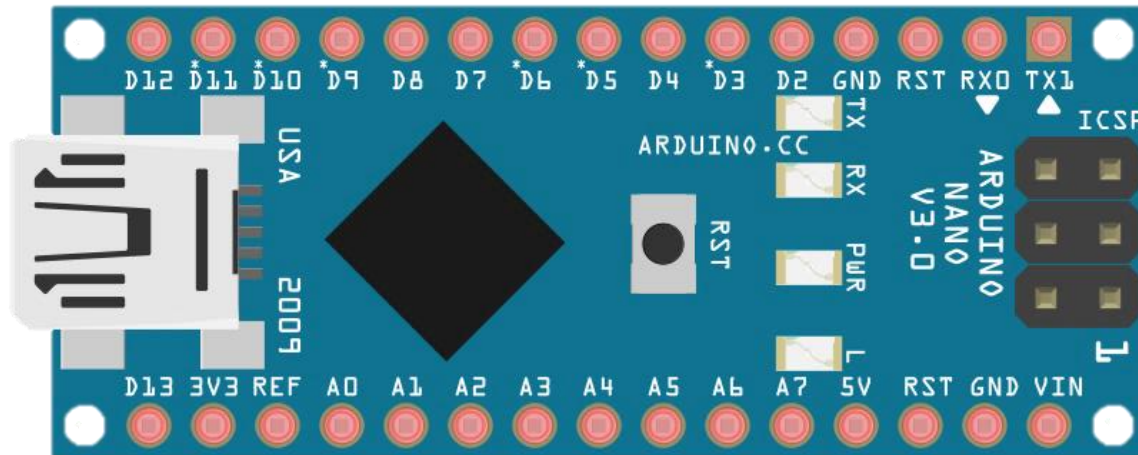 D12 *D11 *D10 *D9 D8 D7 *D6 *D5 D4 *D3 D2 GND RST RX0 TX1
ICSP
USA
ARDUINO.CC
TX
RX
ARDUINO
NANO
V3.0
RST
PWR
2009
L
1
D13 3V3 REF A0 A1 A2 A3 A4 A5 A6 A7 5V RST GND VIN